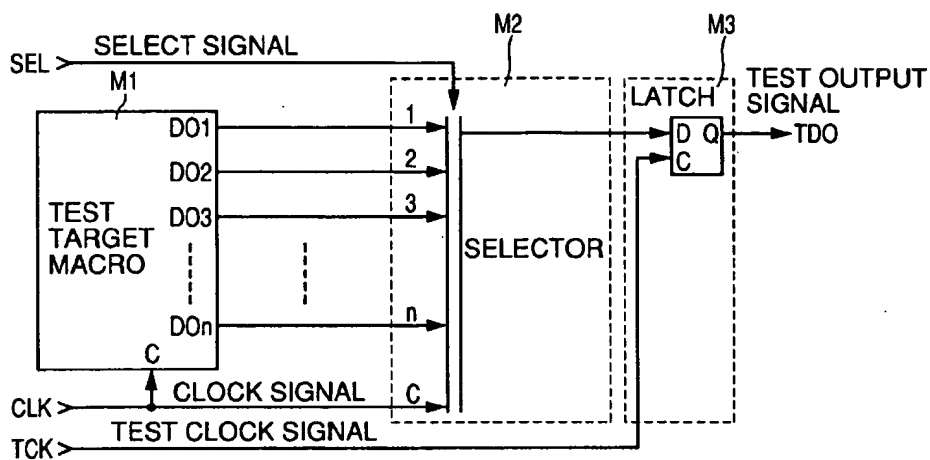 M2
M3
SELECT SIGNAL
SEL
M1
LATCH
TEST OUTPUT
SIGNAL
DO1
1
D Q
TDO
DO2
2
C
DO3
3
TEST
TARGET
MACRO
SELECTOR
DOn
n
C
CLK
CLOCK SIGNAL
C
TCK
TEST CLOCK SIGNAL